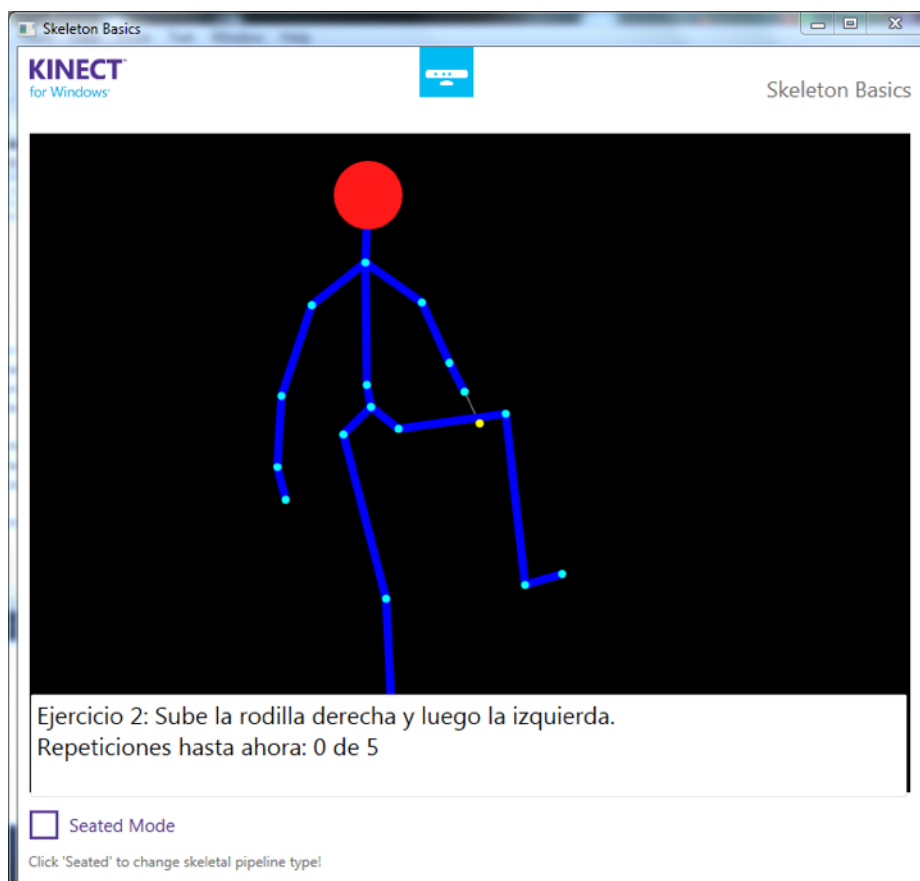 Skeleton Basics
KINECT™
for Windows®
Skeleton Basics
Ejercicio 2: Sube la rodilla derecha y luego la izquierda.
Repeticiones hasta ahora: 0 de 5
Seated Mode
Click 'Seated' to change skeletal pipeline type!